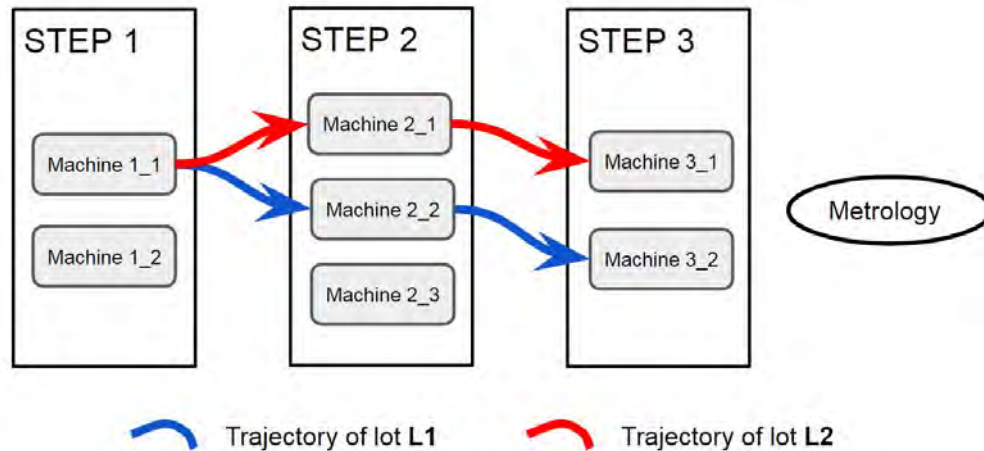 STEP 1
STEP 2
STEP 3
Machine 1_1
Machine 1_2
Machine 2_1
Machine 2_2
Machine 2_3
Machine 3_1
Machine 3_2
Metrology
Trajectory of lot L1
Trajectory of lot L2